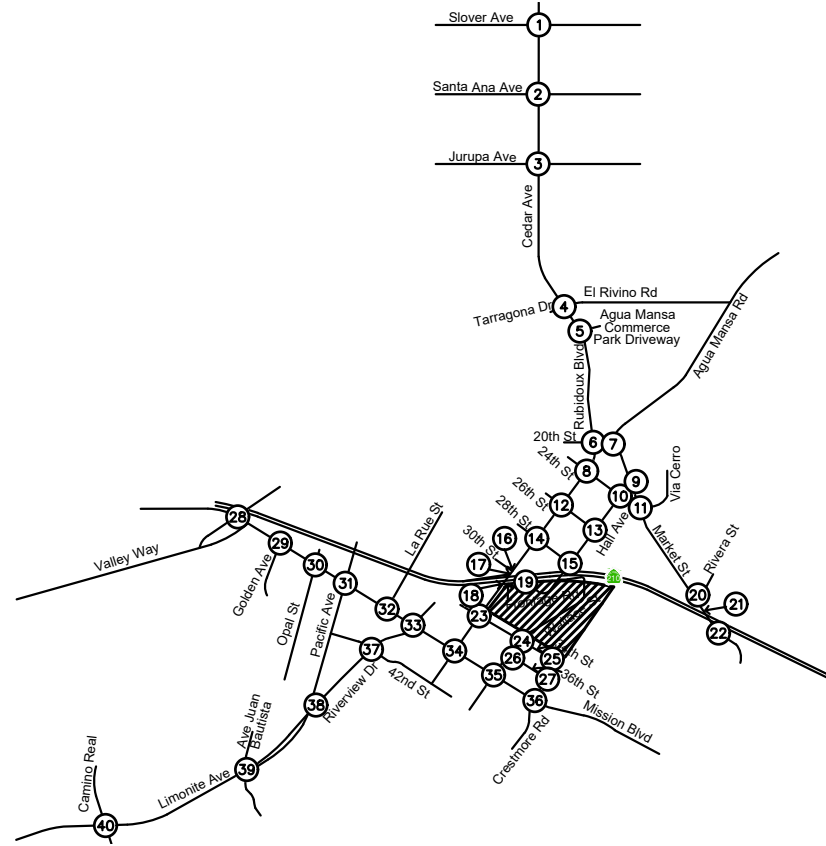 Slover Ave
1
Santa Ana Ave
2
Jurupa Ave
3
Cedar Ave
El Rivino Rd
4
Tarragona Dr
Agua Mansa
Commerce
Park Driveway
5
Agua Mansa Rd
Rubidoux Blvd
20th St
6
7
24th St
8
9
Via Cerro
10
11
26th St
12
28th St
13
Hall Ave
14
16
30th St
15
17
Market St
Rivera St
La Rue St
28
Valley Way
29
Golden Ave
30
31
Opal St
Pacific Ave
32
33
18
19
210
20
21
22
23
24
25
26
27
36th St
34
35
36
37
42nd St
Riverview Dr
38
Mission Blvd
Crestmore Rd
Ave Juan
Bautista
39
Limonite Ave
Camino Real
40